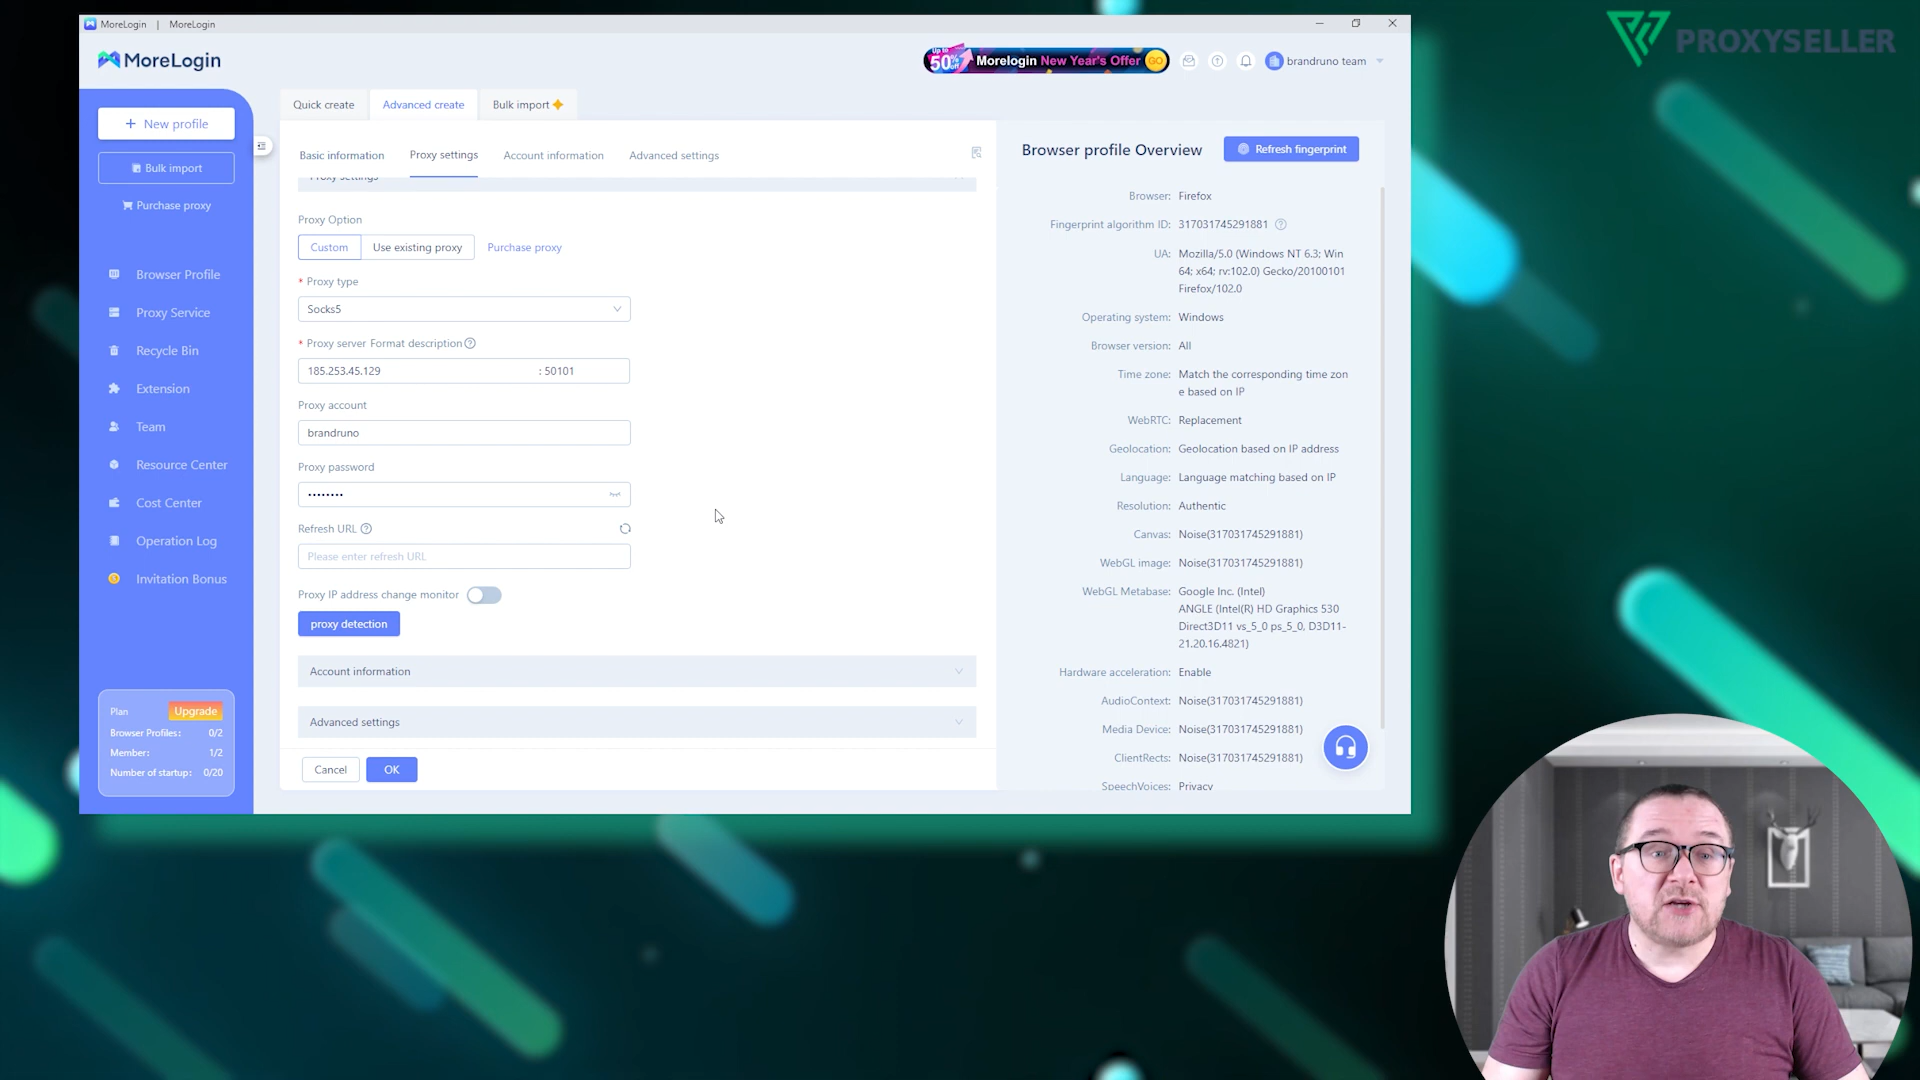 MoreLogin | MoreLogin
PROXYSELLER
MoreLogin
Up to 50% off Morelogin New Year's Offer GO
brandruno team
New profile
Bulk import
Purchase proxy
Browser Profile
Proxy Service
Recycle Bin
Extension
Team
Resource Center
Cost Center
Operation Log
Invitation Bonus
Plan Upgrade
Browser Profiles: 0/2
Member: 1/2
Number of startup: 0/20
Quick create Advanced create Bulk import
Basic information Proxy settings Account information Advanced settings
Proxy settings
Proxy Option
Custom Use existing proxy Purchase proxy
* Proxy type
Socks5
* Proxy server Format description
185.253.45.129 : 50101
Proxy account
brandruno
Proxy password
••••••••
Refresh URL
Please enter refresh URL
Proxy IP address change monitor
proxy detection
Account information
Advanced settings
Cancel OK
Browser profile Overview Refresh fingerprint
Browser: Firefox
Fingerprint algorithm ID: 317031745291881
UA: Mozilla/5.0 (Windows NT 6.3; Win
64; x64; rv:102.0) Gecko/20100101
Firefox/102.0
Operating system: Windows
Browser version: All
Time zone: Match the corresponding time zon
e based on IP
WebRTC: Replacement
Geolocation: Geolocation based on IP address
Language: Language matching based on IP
Resolution: Authentic
Canvas: Noise(317031745291881)
WebGL image: Noise(317031745291881)
WebGL Metabase: Google Inc. (Intel)
ANGLE (Intel(R) HD Graphics 530
Direct3D11 vs_5_0 ps_5_0, D3D11-
21.20.16.4821)
Hardware acceleration: Enable
AudioContext: Noise(317031745291881)
Media Device: Noise(317031745291881)
ClientRects: Noise(317031745291881)
SpeechVoices: Privacy